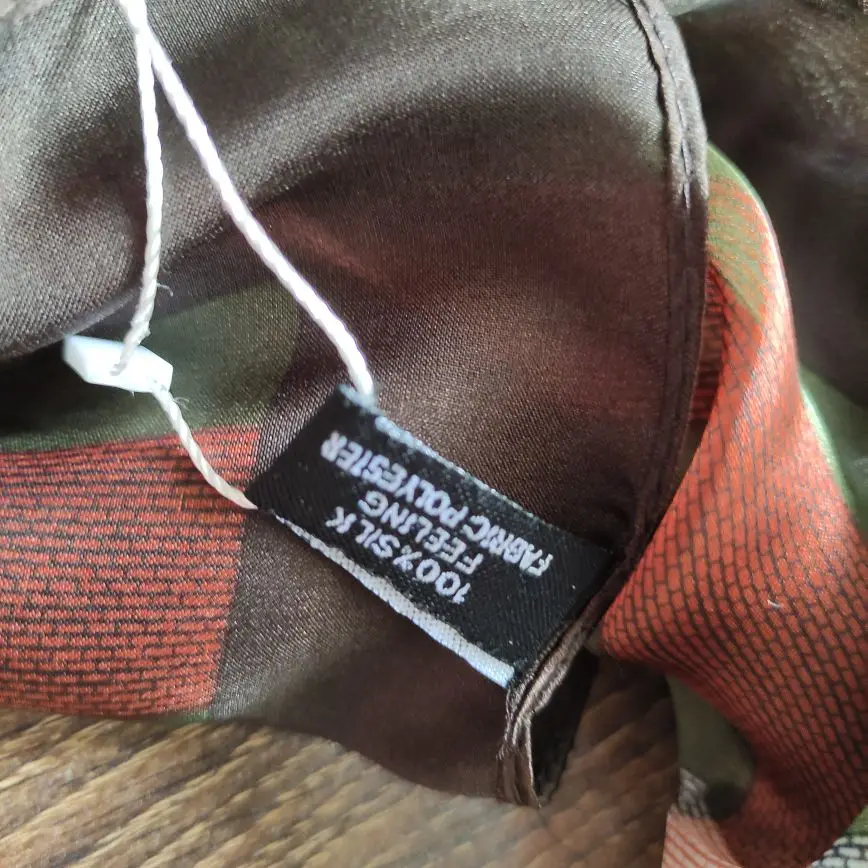 100% SILK
FEELING
FABRIC POLYESTER